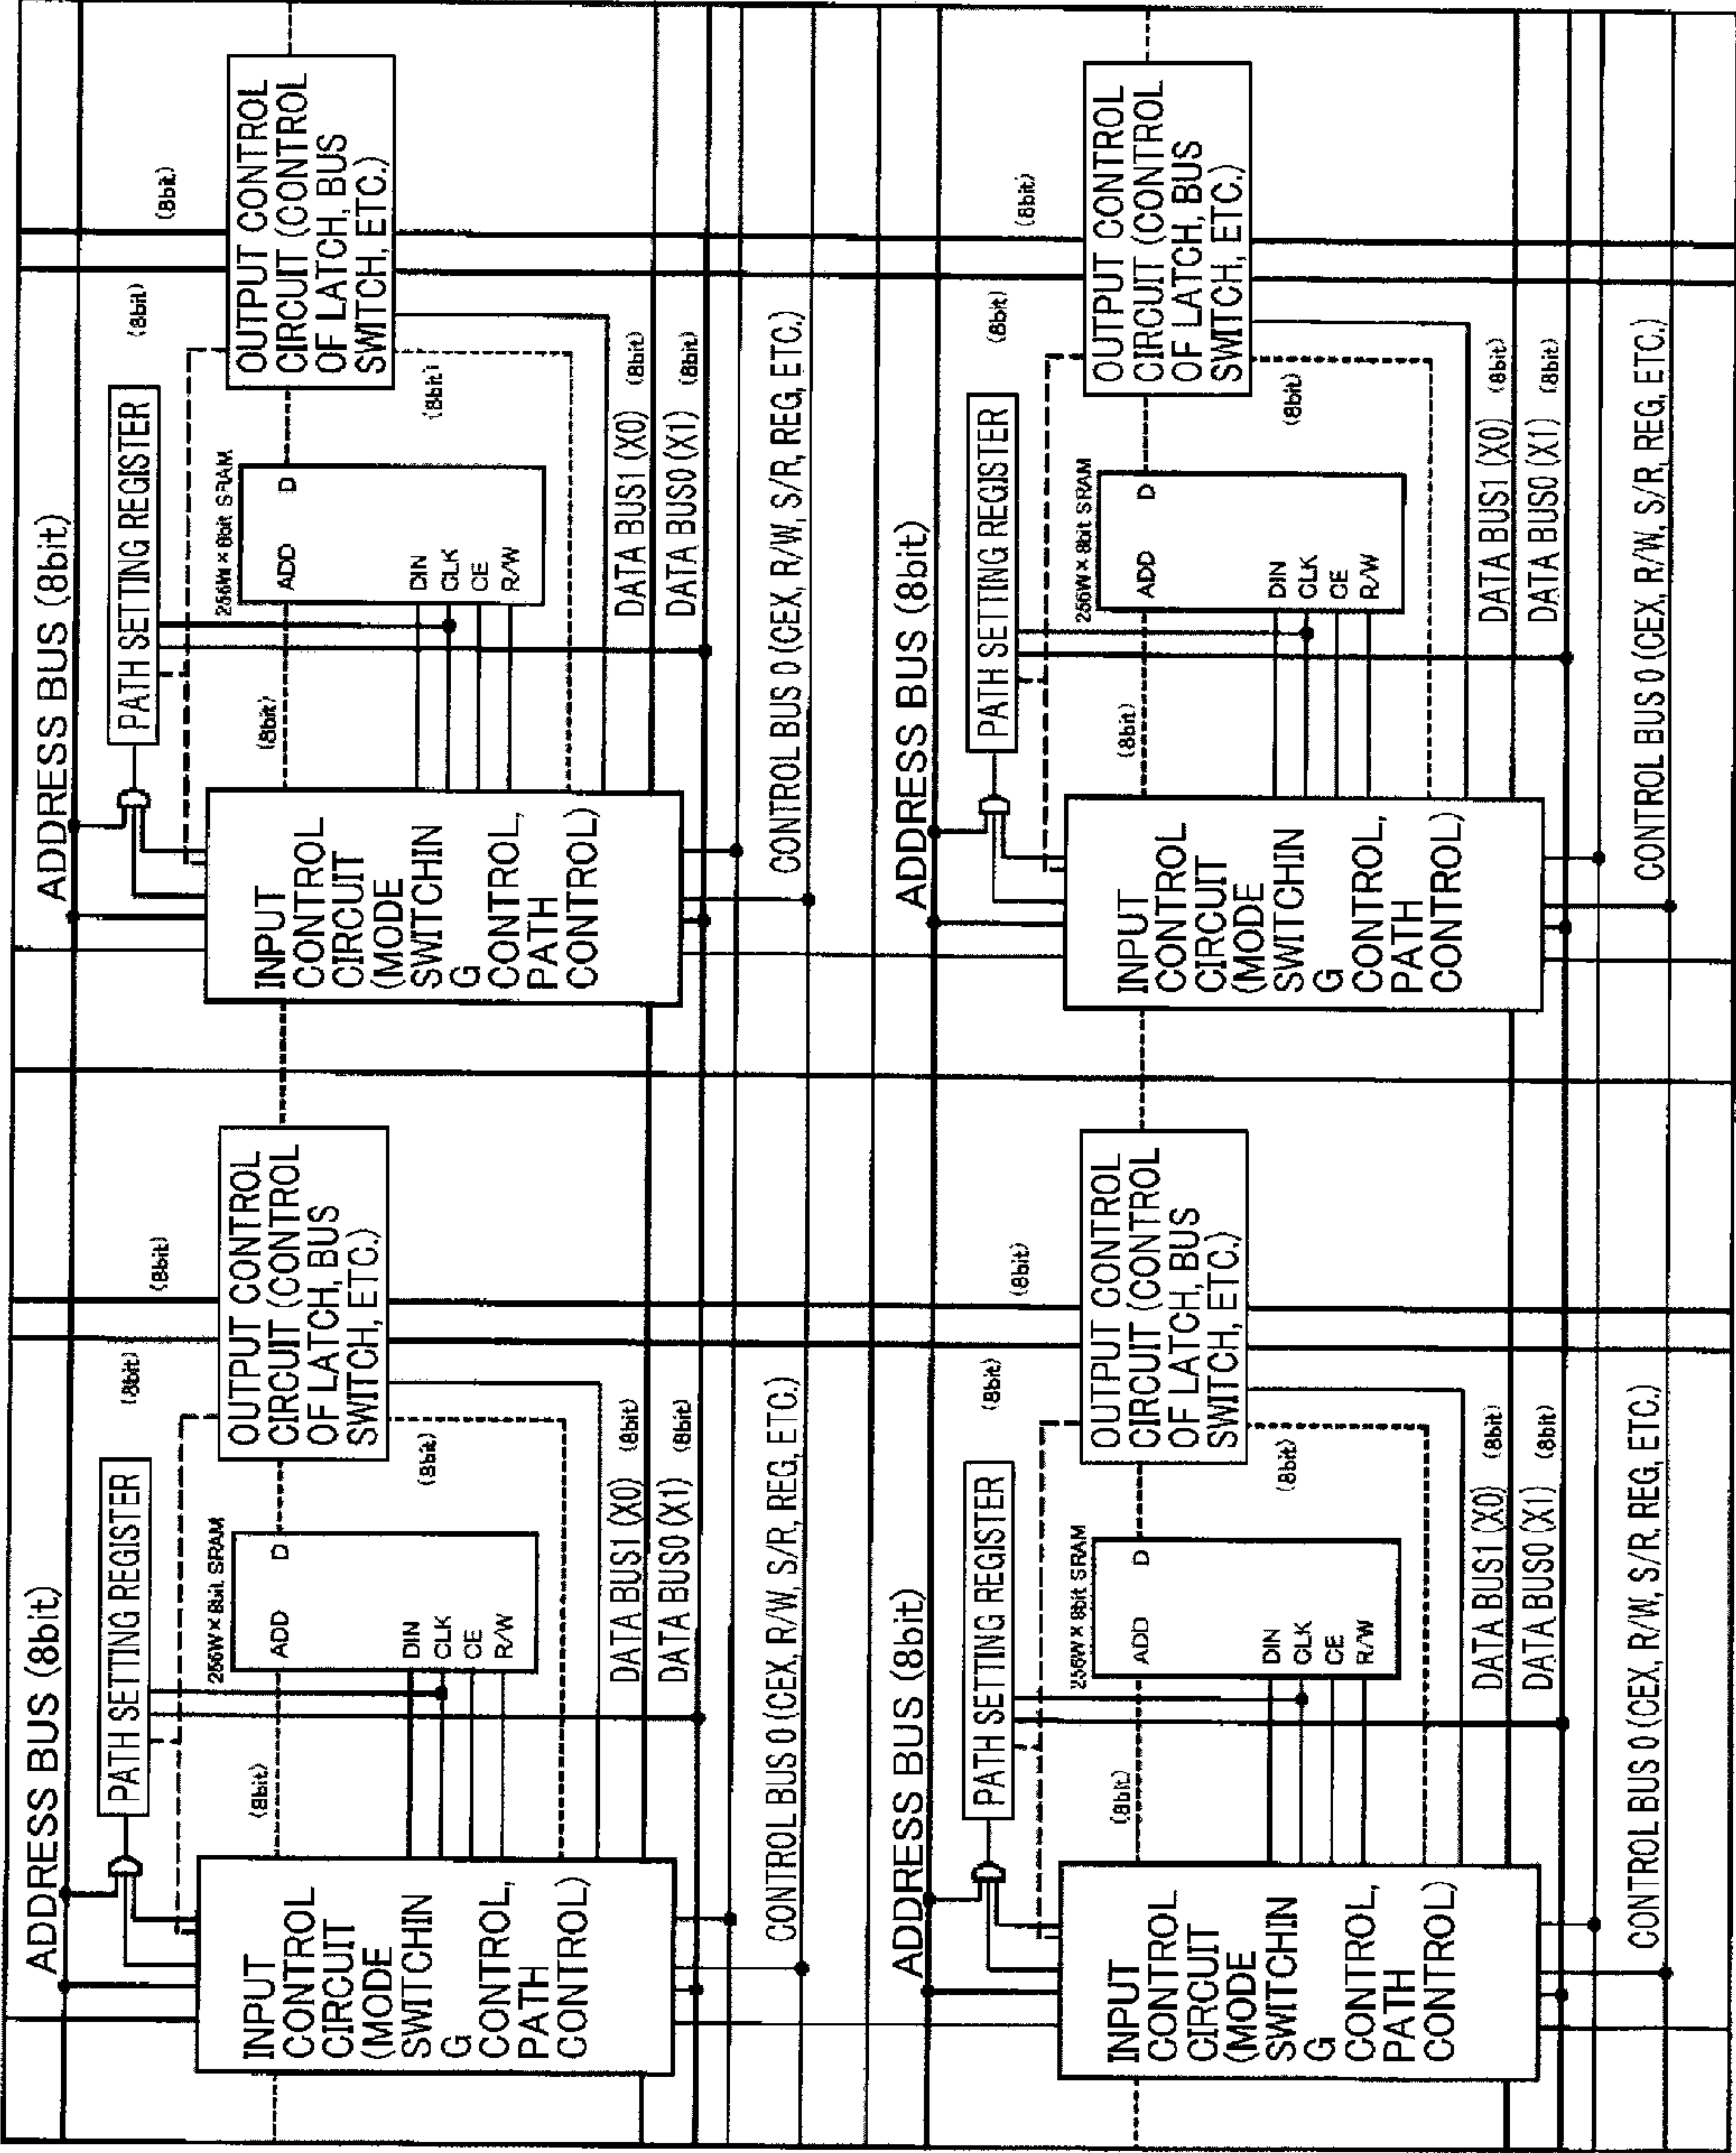 ADDRESS BUS (8bit)
PATH SETTING REGISTER
(8bit)
(8bit)
256W×8bit SRAM
(8bit)
ADD
D
DIN
CLK
CE
R/W
INPUT
CONTROL
CIRCUIT
(MODE
SWITCHIN
G
CONTROL,
PATH
CONTROL)
OUTPUT CONTROL
CIRCUIT (CONTROL
OF LATCH, BUS
SWITCH, ETC.)
(8bit)
DATA BUS1 (X0) (8bit)
DATA BUS0 (X1) (8bit)
CONTROL BUS 0 (CEX, R/W, S/R, REG, ETC.)
ADDRESS BUS (8bit)
PATH SETTING REGISTER
(8bit)
(8bit)
256W×8bit SRAM
(8bit)
ADD
D
DIN
CLK
CE
R/W
INPUT
CONTROL
CIRCUIT
(MODE
SWITCHIN
G
CONTROL,
PATH
CONTROL)
OUTPUT CONTROL
CIRCUIT (CONTROL
OF LATCH, BUS
SWITCH, ETC.)
(8bit)
DATA BUS1 (X0) (8bit)
DATA BUS0 (X1) (8bit)
CONTROL BUS 0 (CEX, R/W, S/R, REG, ETC.)
ADDRESS BUS (8bit)
PATH SETTING REGISTER
(8bit)
(8bit)
256W×8bit SRAM
(8bit)
ADD
D
DIN
CLK
CE
R/W
INPUT
CONTROL
CIRCUIT
(MODE
SWITCHIN
G
CONTROL,
PATH
CONTROL)
OUTPUT CONTROL
CIRCUIT (CONTROL
OF LATCH, BUS
SWITCH, ETC.)
(8bit)
DATA BUS1 (X0) (8bit)
DATA BUS0 (X1) (8bit)
CONTROL BUS 0 (CEX, R/W, S/R, REG, ETC.)
ADDRESS BUS (8bit)
PATH SETTING REGISTER
(8bit)
(8bit)
256W×8bit SRAM
(8bit)
ADD
D
DIN
CLK
CE
R/W
INPUT
CONTROL
CIRCUIT
(MODE
SWITCHIN
G
CONTROL,
PATH
CONTROL)
OUTPUT CONTROL
CIRCUIT (CONTROL
OF LATCH, BUS
SWITCH, ETC.)
(8bit)
DATA BUS1 (X0) (8bit)
DATA BUS0 (X1) (8bit)
CONTROL BUS 0 (CEX, R/W, S/R, REG, ETC.)